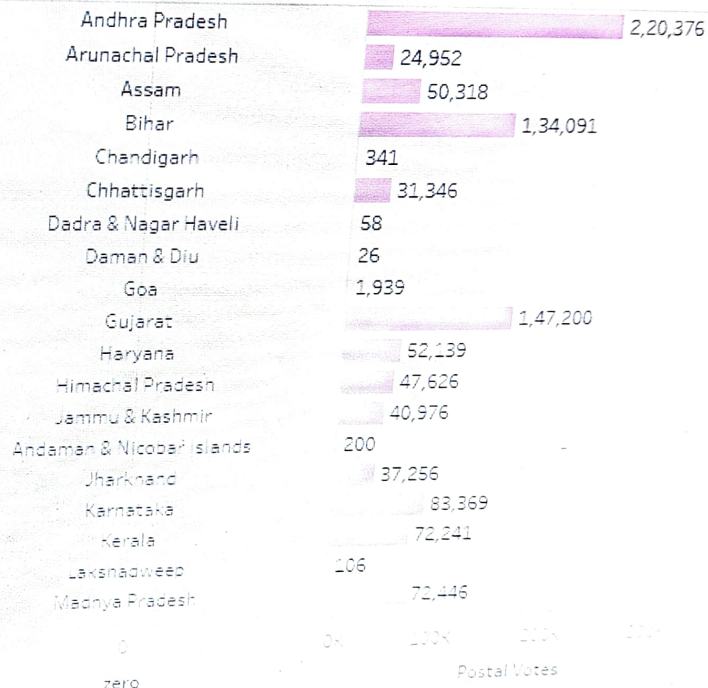 Andhra Pradesh 2,20,376
Arunachal Pradesh 24,952
Assam 50,318
Bihar 1,34,091
Chandigarh 341
Chhattisgarh 31,346
Dadra & Nagar Haveli 58
Daman & Diu 26
Goa 1,939
Gujarat 1,47,200
Haryana 52,139
Himachal Pradesh 47,626
Jammu & Kashmir 40,976
Andaman & Nicobar Islands 200
Jharkhand 37,256
Karnataka 83,369
Kerala 72,241
Lakshadweep 106
Madhya Pradesh 72,446
0 0K 100K 200K
zero Postal Votes